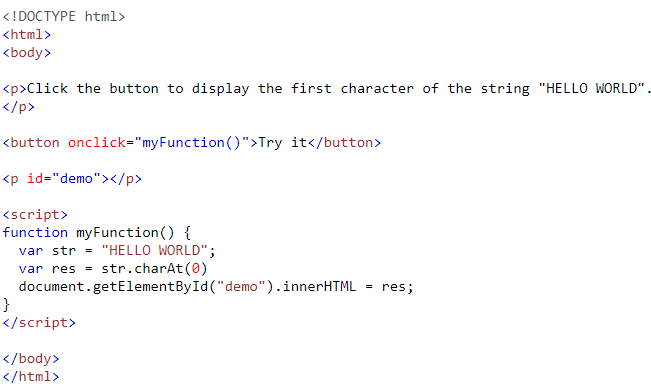 <!DOCTYPE html>
<html>
<body>
<p>Click the button to display the first character of the string "HELLO WORLD".
</p>
<button onclick="myFunction()">Try it</button>
<p id="demo"></p>
<script>
function myFunction() {
  var str = "HELLO WORLD";
  var res = str.charAt(0)
  document.getElementById("demo").innerHTML = res;
}
</script>
</body>
</html>